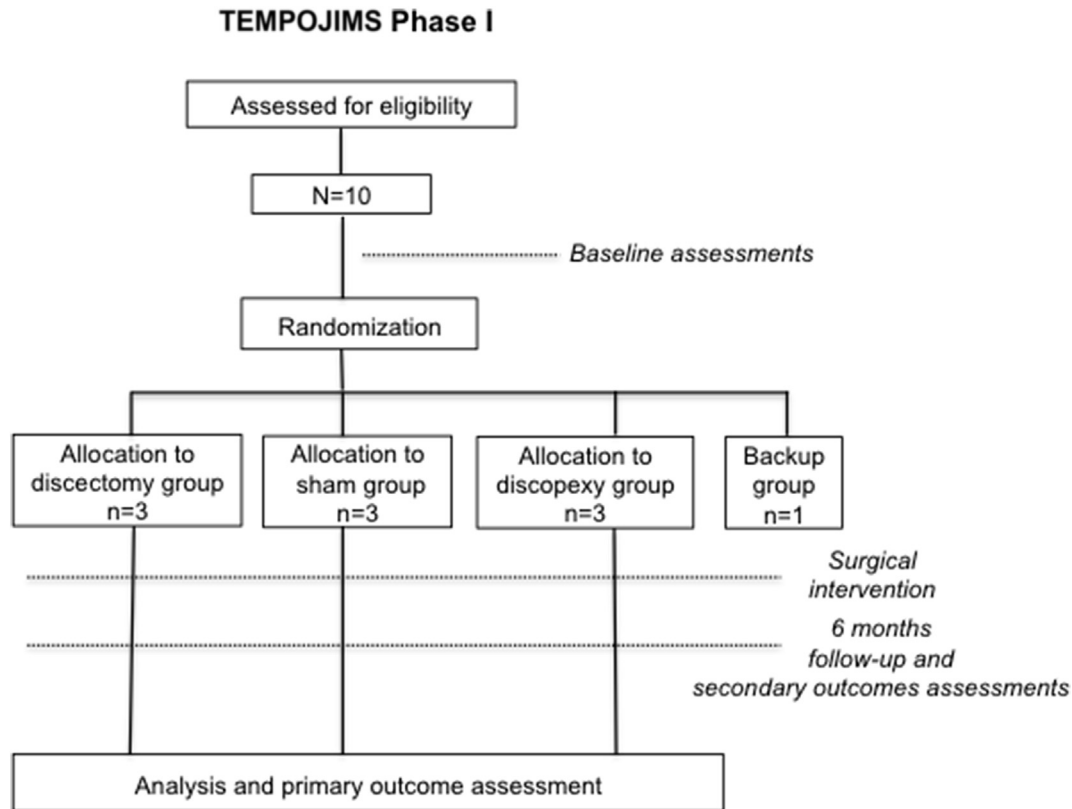 TEMPOJIMS Phase I
Assessed for eligibility
N=10
Baseline assessments
Randomization
Allocation to
discectomy group
n=3
Allocation to
sham group
n=3
Allocation to
discopexy group
n=3
Backup
group
n=1
Surgical
intervention
6 months
follow-up and
secondary outcomes assessments
Analysis and primary outcome assessment